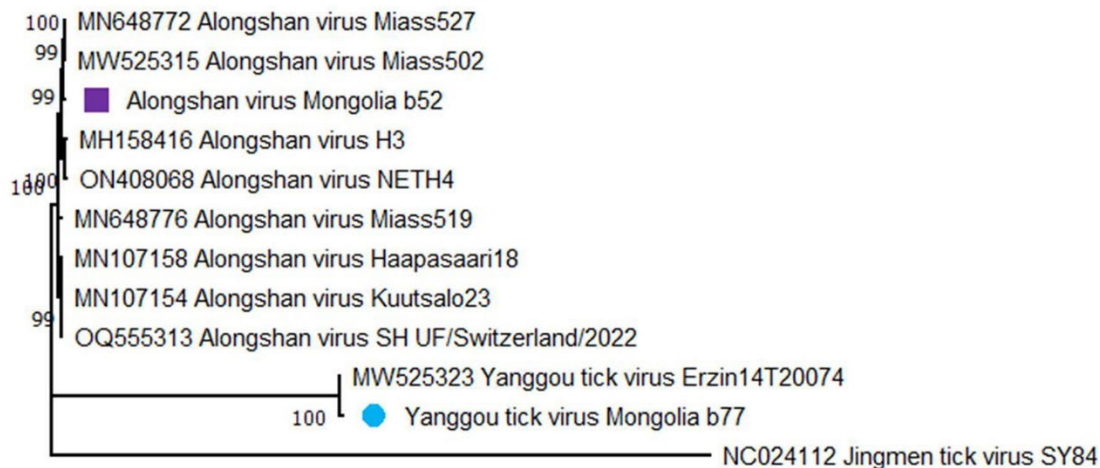 100 MN648772 Alongshan virus Miass527
99 MW525315 Alongshan virus Miass502
99 Alongshan virus Mongolia b52
MH158416 Alongshan virus H3
100 100 ON408068 Alongshan virus NETH4
MN648776 Alongshan virus Miass519
MN107158 Alongshan virus Haapasaari18
MN107154 Alongshan virus Kuutsalo23
99 OQ555313 Alongshan virus SH UF/Switzerland/2022
MW525323 Yanggou tick virus Erzin14T20074
100 Yanggou tick virus Mongolia b77
NC024112 Jingmen tick virus SY84